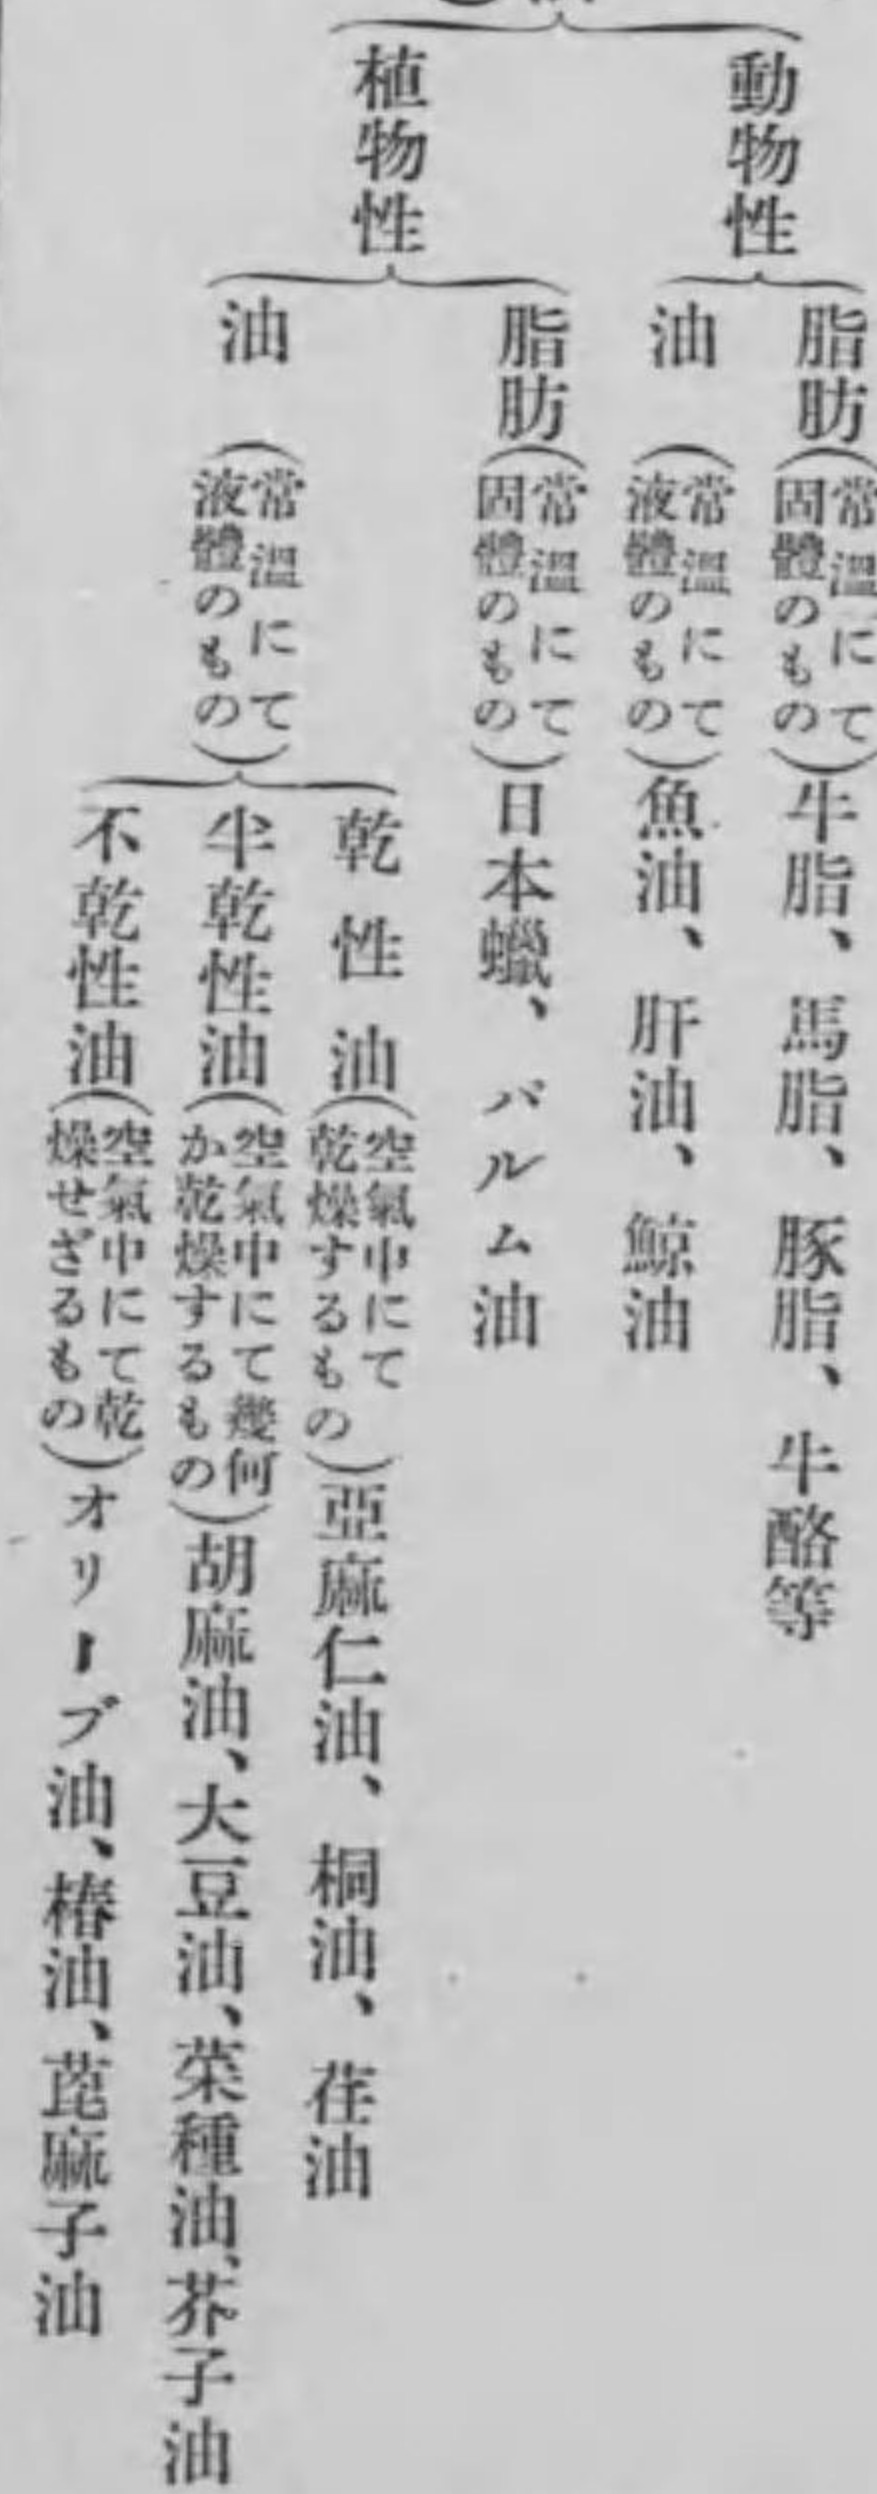 動物性
脂肪(常溫にて固體のもの)牛脂、馬脂、豚脂、牛酪等
油(常溫にて液體のもの)魚油、肝油、鯨油
植物性
脂肪(常溫にて固體のもの)日本蠟、バルム油
油(常溫にて液體のもの)
乾性油(空氣中にて乾燥するもの)亞麻仁油、桐油、荏油
半乾性油(空氣中にて幾何か乾燥するもの)胡麻油、大豆油、菜種油、芥子油
不乾性油(空氣中にて乾燥せざるもの)オリーブ油、椿油、蓖麻子油